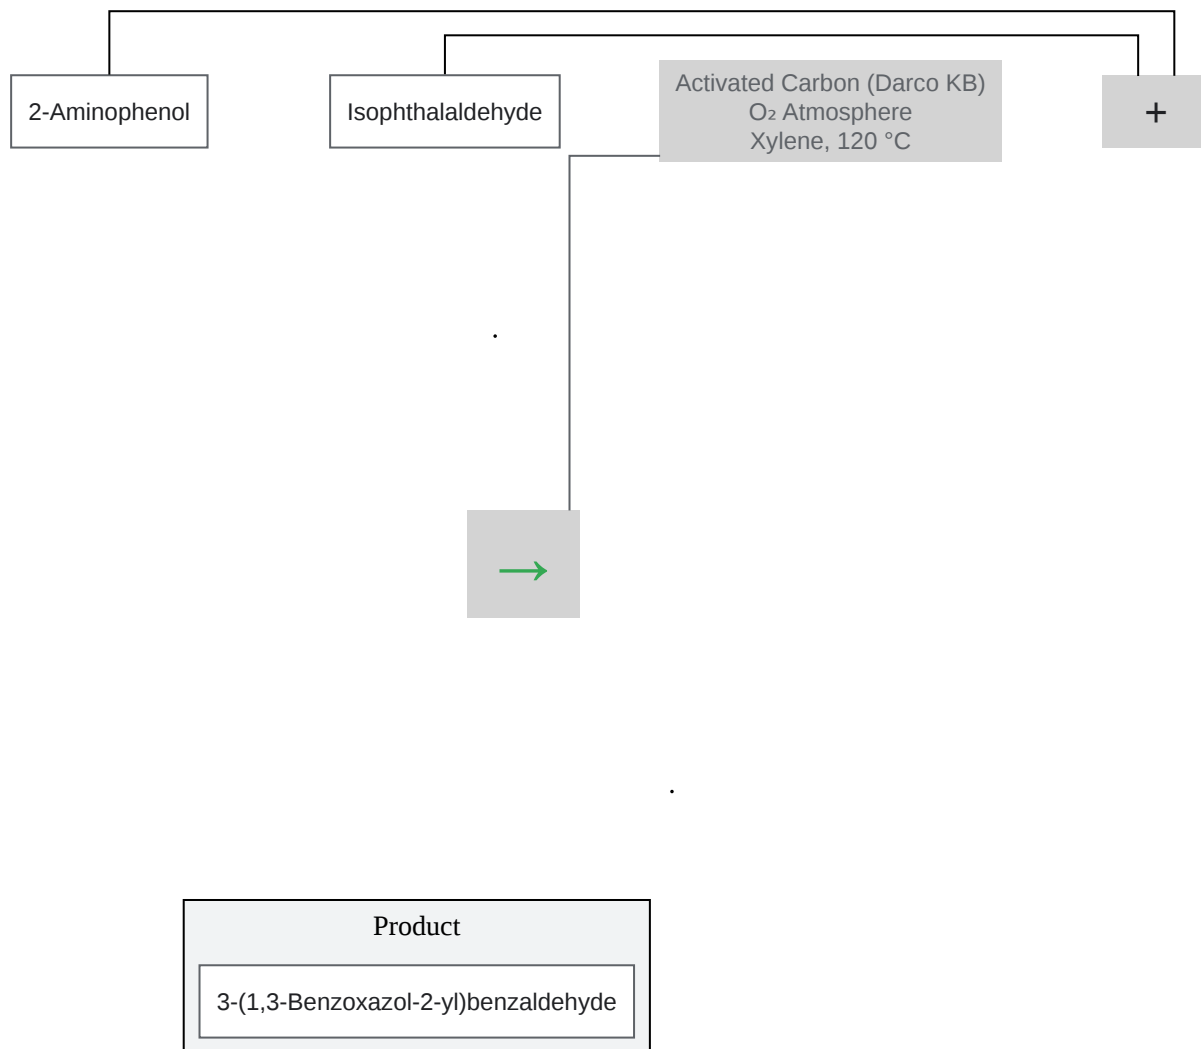 2-Aminophenol
Isophthalaldehyde
Activated Carbon (Darco KB)
O₂ Atmosphere
Xylene, 120 °C
+
.
→
.
Product
3-(1,3-Benzoxazol-2-yl)benzaldehyde